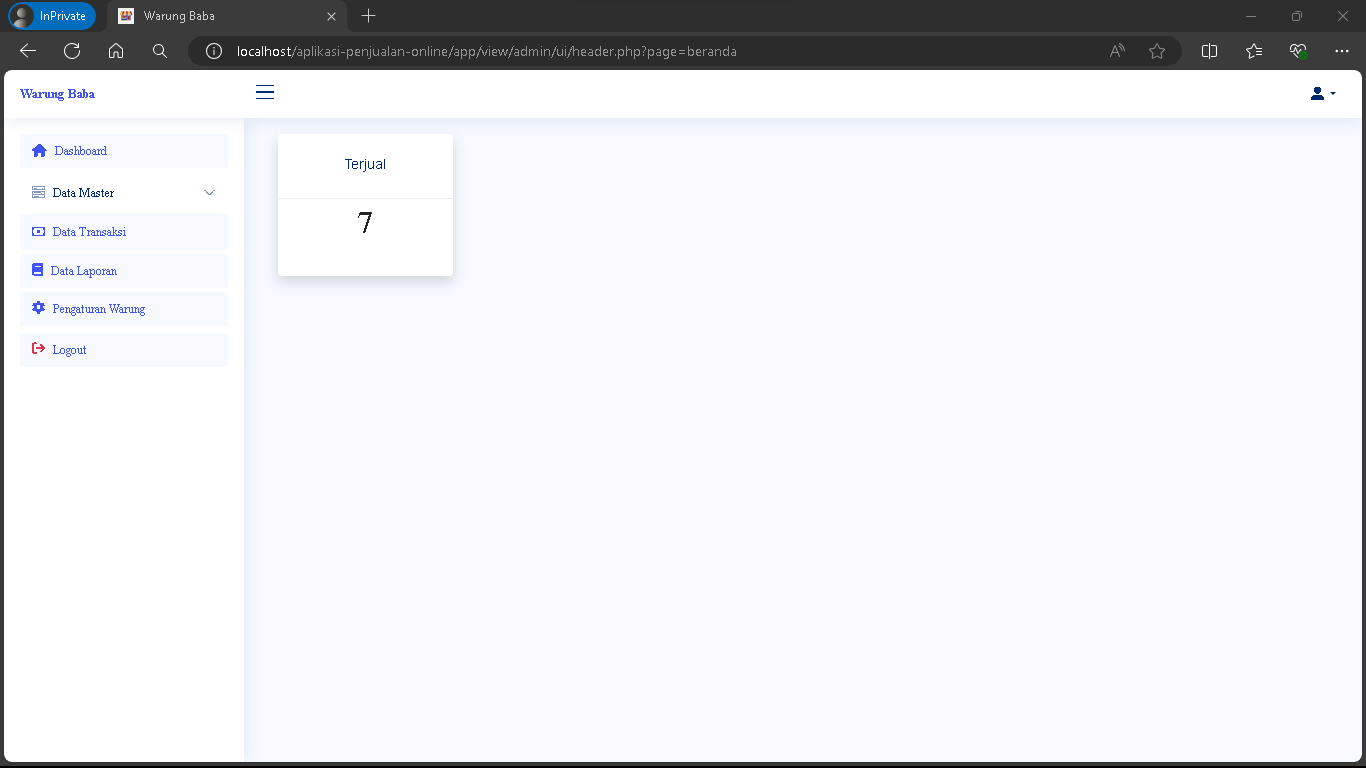 InPrivate
Warung Baba
localhost/aplikasi-penjualan-online/app/view/admin/ui/header.php?page=beranda
Warung Baba
Dashboard
Data Master
Data Transaksi
Data Laporan
Pengaturan Warung
Logout
Terjual
7